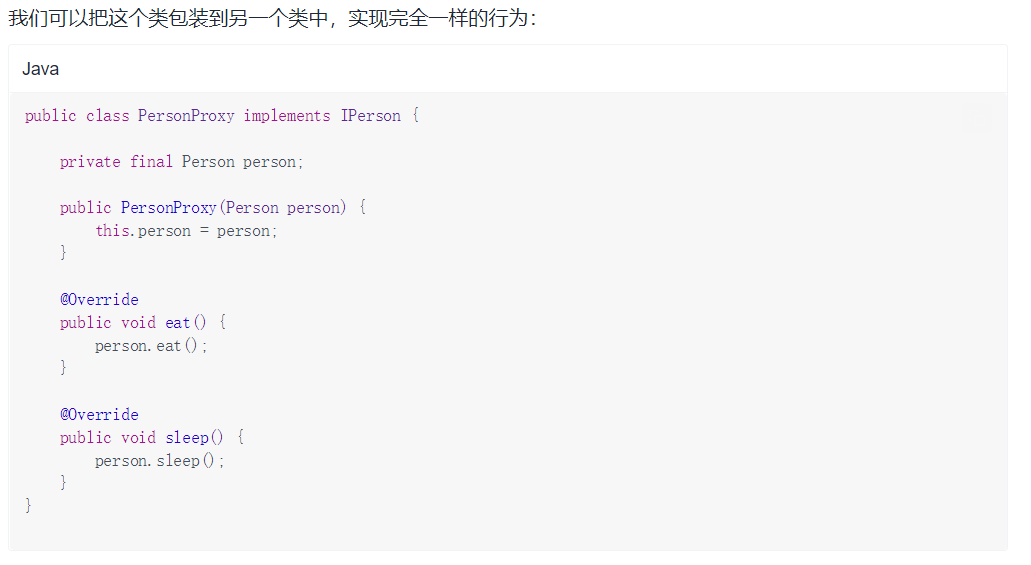 我们可以把这个类包装到另一个类中，实现完全一样的行为：
Java
public class PersonProxy implements IPerson {
    private final Person person;
    public PersonProxy(Person person) {
        this.person = person;
    }
    @Override
    public void eat() {
        person.eat();
    }
    @Override
    public void sleep() {
        person.sleep();
    }
}